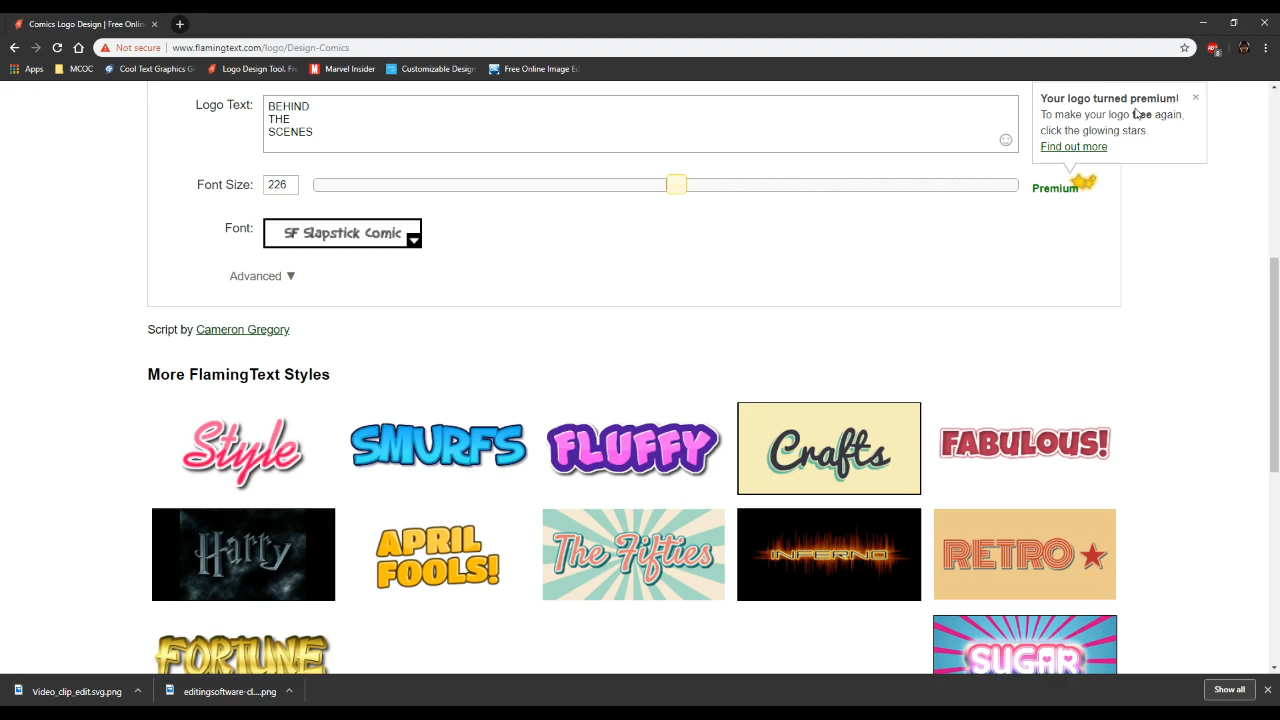 Comics Logo Design | Free Onlin
Not secure | www.flamingtext.com/logo/Design-Comics
Apps MCOC Cool Text Graphics G Logo Design Tool, Fr Marvel Insider Customizable Design Free Online Image Ed
Logo Text: BEHIND
THE
SCENES
Your logo turned premium!
To make your logo free again,
click the glowing stars.
Find out more
Font Size: 226
Premium
Font: SF Slapstick Comic
Advanced ▼
Script by Cameron Gregory
More FlamingText Styles
Style SMURFS FLUFFY Crafts FABULOUS!
Harry APRIL FOOLS! The Fifties INFERNO RETRO
FORTUNE SUGAR
Video_clip_edit.svg.png editingsoftware-cl....png Show all